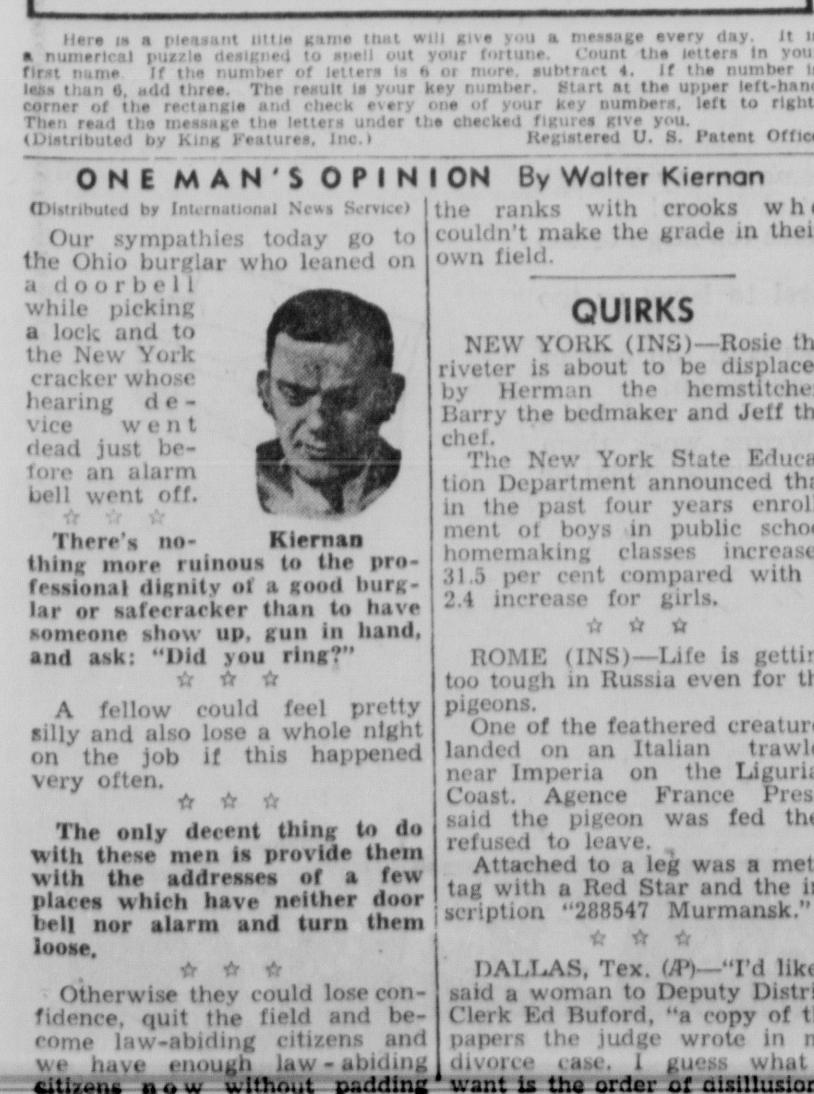 Here is a pleasant little game that will give you a message every day. It
a numerical puzzle designed to spell out your fortune. Count the letters in you
first name. If the number of letters is 6 or more, subtract 4. If the number
less than 6, add three. The result is your key number. Start at the upper left-hand
corner of the rectangle and check every one of your key numbers, left to right
Then read the message the letters under the checked figures give you.
(Distributed by King Features, Inc.) Registered U. S. Patent Office
ONE MAN'S OPINION By Walter Kiernan
(Distributed by International News Service)
Our sympathies today go to
the Ohio burglar who leaned on
a doorbell
while picking
a lock and to
the New York
cracker whose
hearing de-
vice went
dead just be-
fore an alarm
bell went off.
☆ ☆ ☆
Kiernan
There's no-
thing more ruinous to the pro-
fessional dignity of a good burg-
lar or safecracker than to have
someone show up, gun in hand,
and ask: "Did you ring?"
☆ ☆ ☆
A fellow could feel pretty
silly and also lose a whole night
on the job if this happened
very often.
☆ ☆ ☆
The only decent thing to do
with these men is provide them
with the addresses of a few
places which have neither door
bell nor alarm and turn them
loose.
☆ ☆ ☆
Otherwise they could lose con-
fidence, quit the field and be-
come law-abiding citizens and
we have enough law-abiding
citizens now without padding
the ranks with crooks who
couldn't make the grade in thei
own field.
QUIRKS
NEW YORK (INS)—Rosie th
riveter is about to be displace
by Herman the hemstitche
Barry the bedmaker and Jeff th
chef.
The New York State Educa
tion Department announced tha
in the past four years enroll
ment of boys in public schoo
homemaking classes increase
31.5 per cent compared with
2.4 increase for girls.
☆ ☆ ☆
ROME (INS)—Life is gettin
too tough in Russia even for th
pigeons.
One of the feathered creature
landed on an Italian trawle
near Imperia on the Liguria
Coast. Agence France Pres
said the pigeon was fed the
refused to leave.
Attached to a leg was a met
tag with a Red Star and the in
scription "288547 Murmansk."
☆ ☆ ☆
DALLAS, Tex. (AP)—"I'd like
said a woman to Deputy Distri
Clerk Ed Buford, "a copy of th
papers the judge wrote in m
divorce case. I guess what
want is the order of disillusion